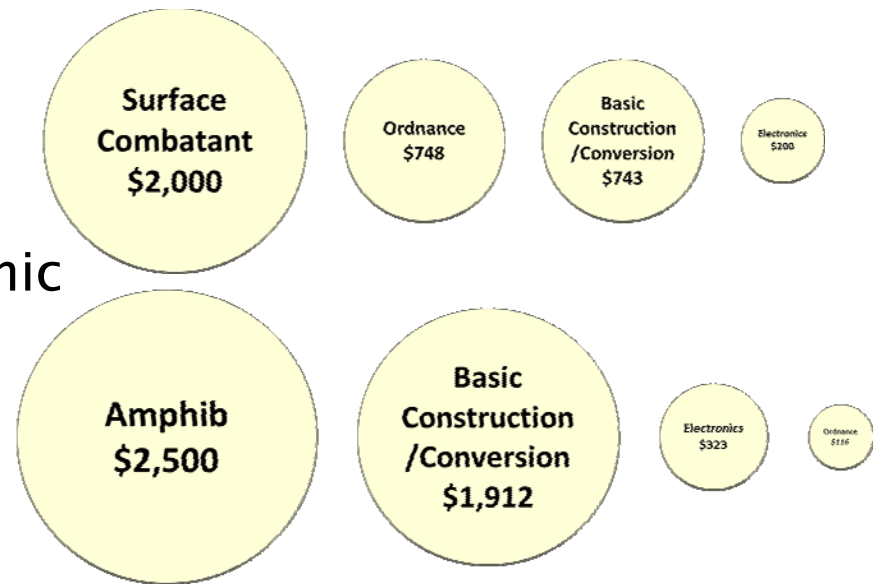 Surface
Combatant
$2,000
Ordnance
$748
Basic
Construction
/Conversion
$743
Electronics
$200
mic
Amphib
$2,500
Basic
Construction
/Conversion
$1,912
Electronics
$323
Ordnance
$116